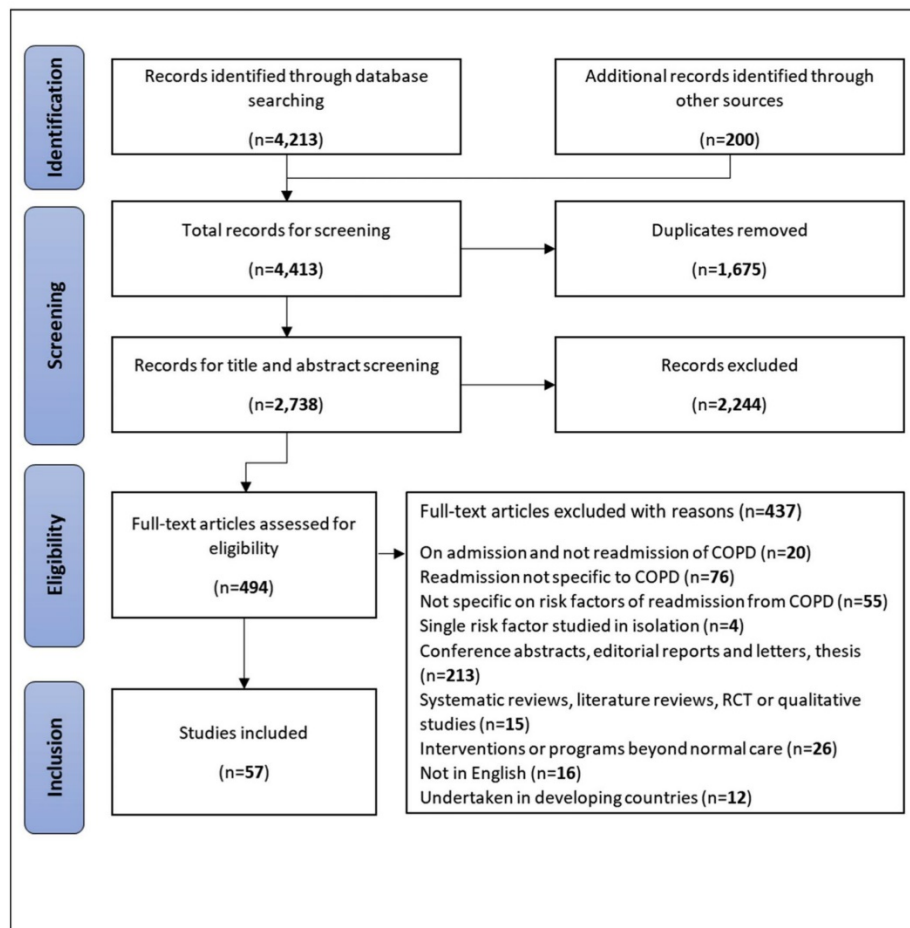 Identification
Records identified through database
searching
(n=4,213)
Additional records identified through
other sources
(n=200)
Screening
Total records for screening
(n=4,413)
Duplicates removed
(n=1,675)
Records for title and abstract screening
(n=2,738)
Records excluded
(n=2,244)
Eligibility
Full-text articles assessed for
eligibility
(n=494)
Full-text articles excluded with reasons (n=437)
On admission and not readmission of COPD (n=20)
Readmission not specific to COPD (n=76)
Not specific on risk factors of readmission from COPD (n=55)
Single risk factor studied in isolation (n=4)
Conference abstracts, editorial reports and letters, thesis
(n=213)
Systematic reviews, literature reviews, RCT or qualitative
studies (n=15)
Interventions or programs beyond normal care (n=26)
Not in English (n=16)
Undertaken in developing countries (n=12)
Inclusion
Studies included
(n=57)